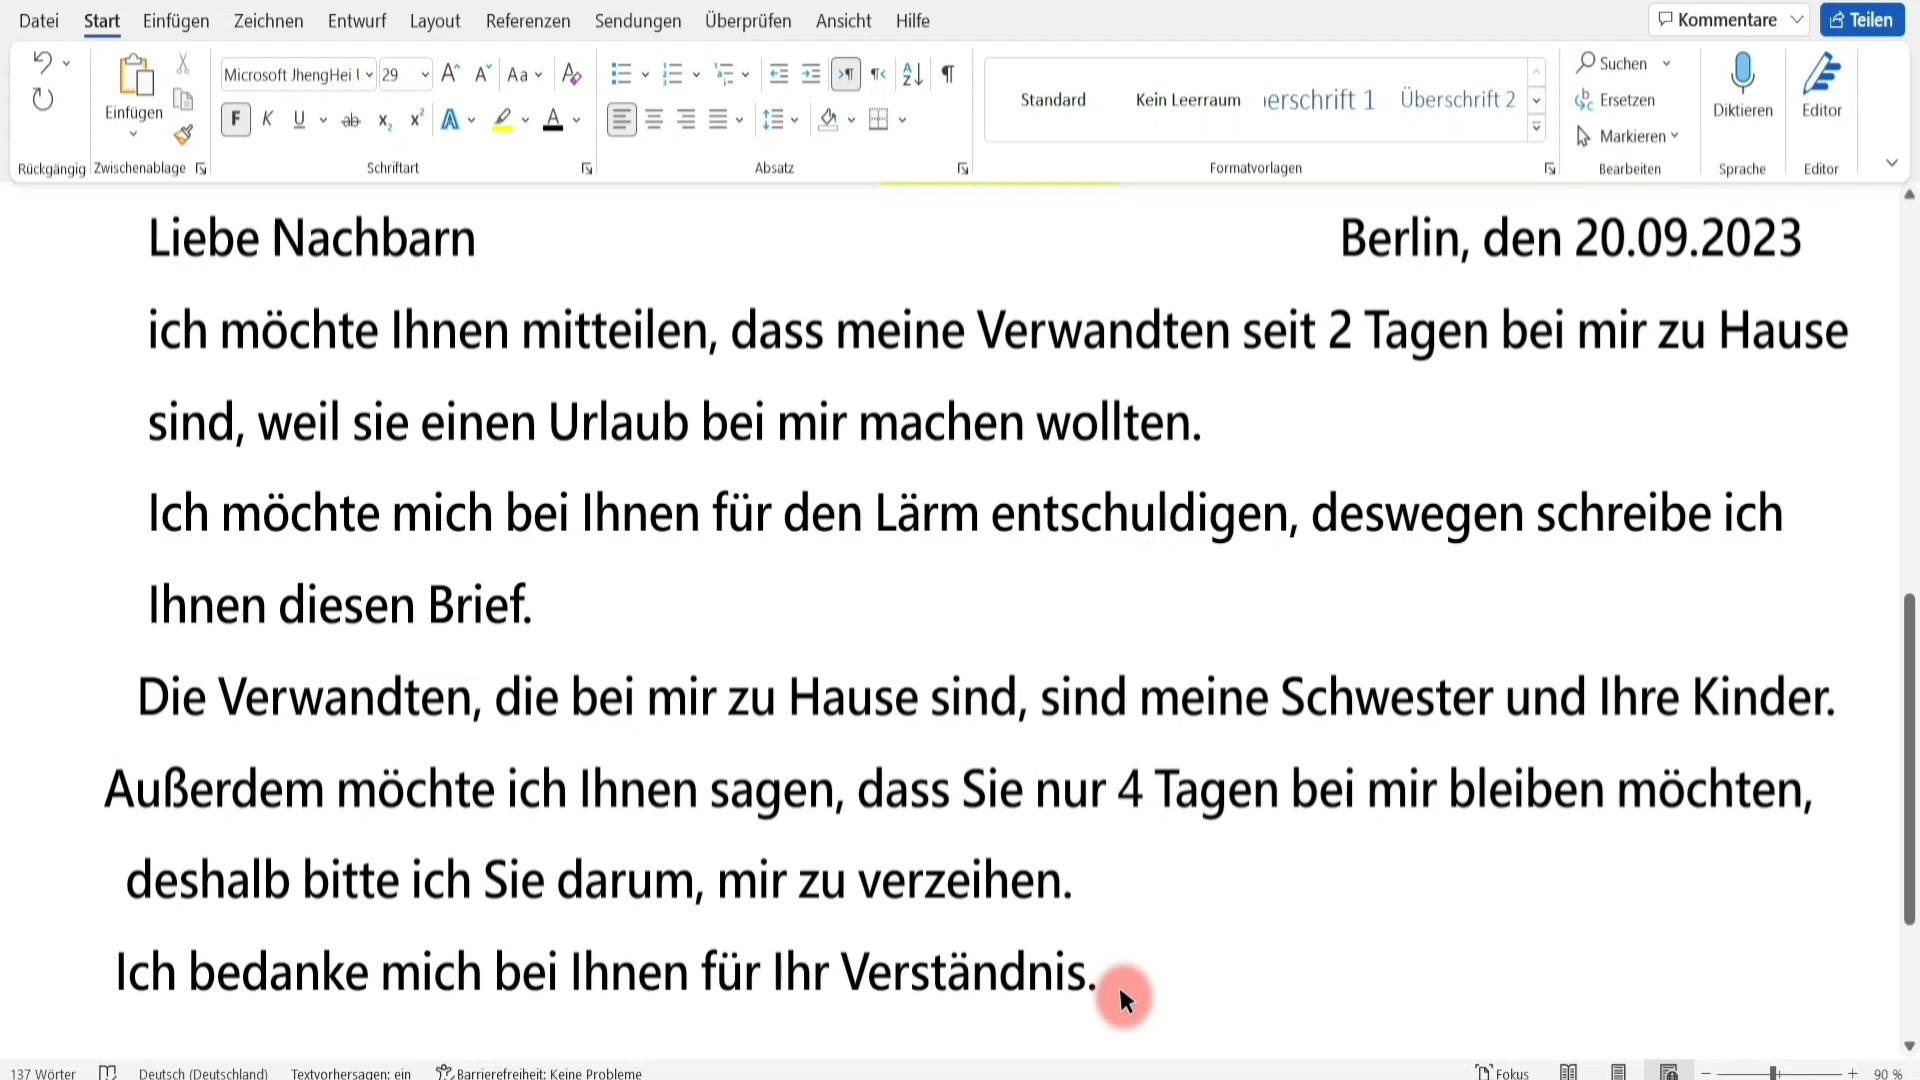 Datei Start Einfügen Zeichnen Entwurf Layout Referenzen Sendungen Überprüfen Ansicht Hilfe Kommentare Teilen
Microsoft JhengHei 29 Aa
Einfügen
F K U ab
Standard Kein Leerraum erschrift 1 Überschrift 2
Suchen
Ersetzen
Markieren
Diktieren Editor
Rückgängig Zwischenablage Schriftart Absatz Formatvorlagen Bearbeiten Sprache Editor
Liebe Nachbarn Berlin, den 20.09.2023
ich möchte Ihnen mitteilen, dass meine Verwandten seit 2 Tagen bei mir zu Hause
sind, weil sie einen Urlaub bei mir machen wollten.
Ich möchte mich bei Ihnen für den Lärm entschuldigen, deswegen schreibe ich
Ihnen diesen Brief.
Die Verwandten, die bei mir zu Hause sind, sind meine Schwester und Ihre Kinder.
Außerdem möchte ich Ihnen sagen, dass Sie nur 4 Tagen bei mir bleiben möchten,
deshalb bitte ich Sie darum, mir zu verzeihen.
Ich bedanke mich bei Ihnen für Ihr Verständnis.
137 Wörter Deutsch (Deutschland) Textvorhersagen: ein Barrierefreiheit: Keine Probleme Fokus 90 %